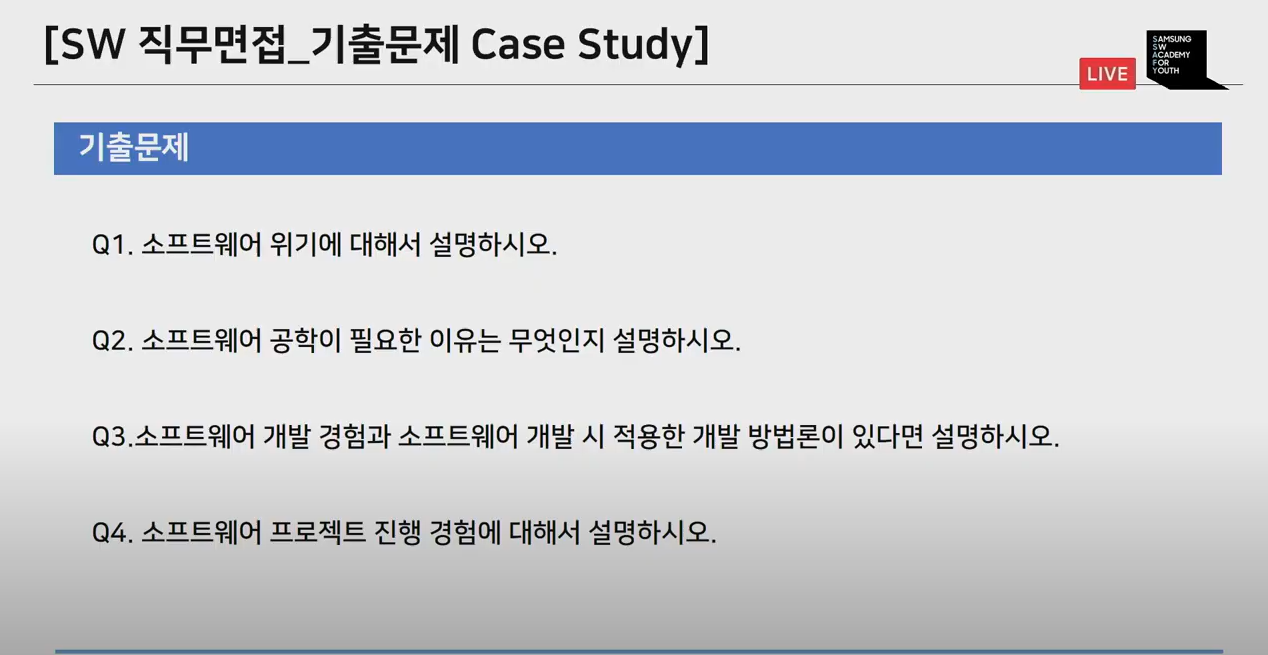 [SW 직무면접_기출문제 Case Study]
LIVE
SAMSUNG
SW
ACADEMY
FOR
YOUTH
기출문제
Q1. 소프트웨어 위기에 대해서 설명하시오.
Q2. 소프트웨어 공학이 필요한 이유는 무엇인지 설명하시오.
Q3.소프트웨어 개발 경험과 소프트웨어 개발 시 적용한 개발 방법론이 있다면 설명하시오.
Q4. 소프트웨어 프로젝트 진행 경험에 대해서 설명하시오.